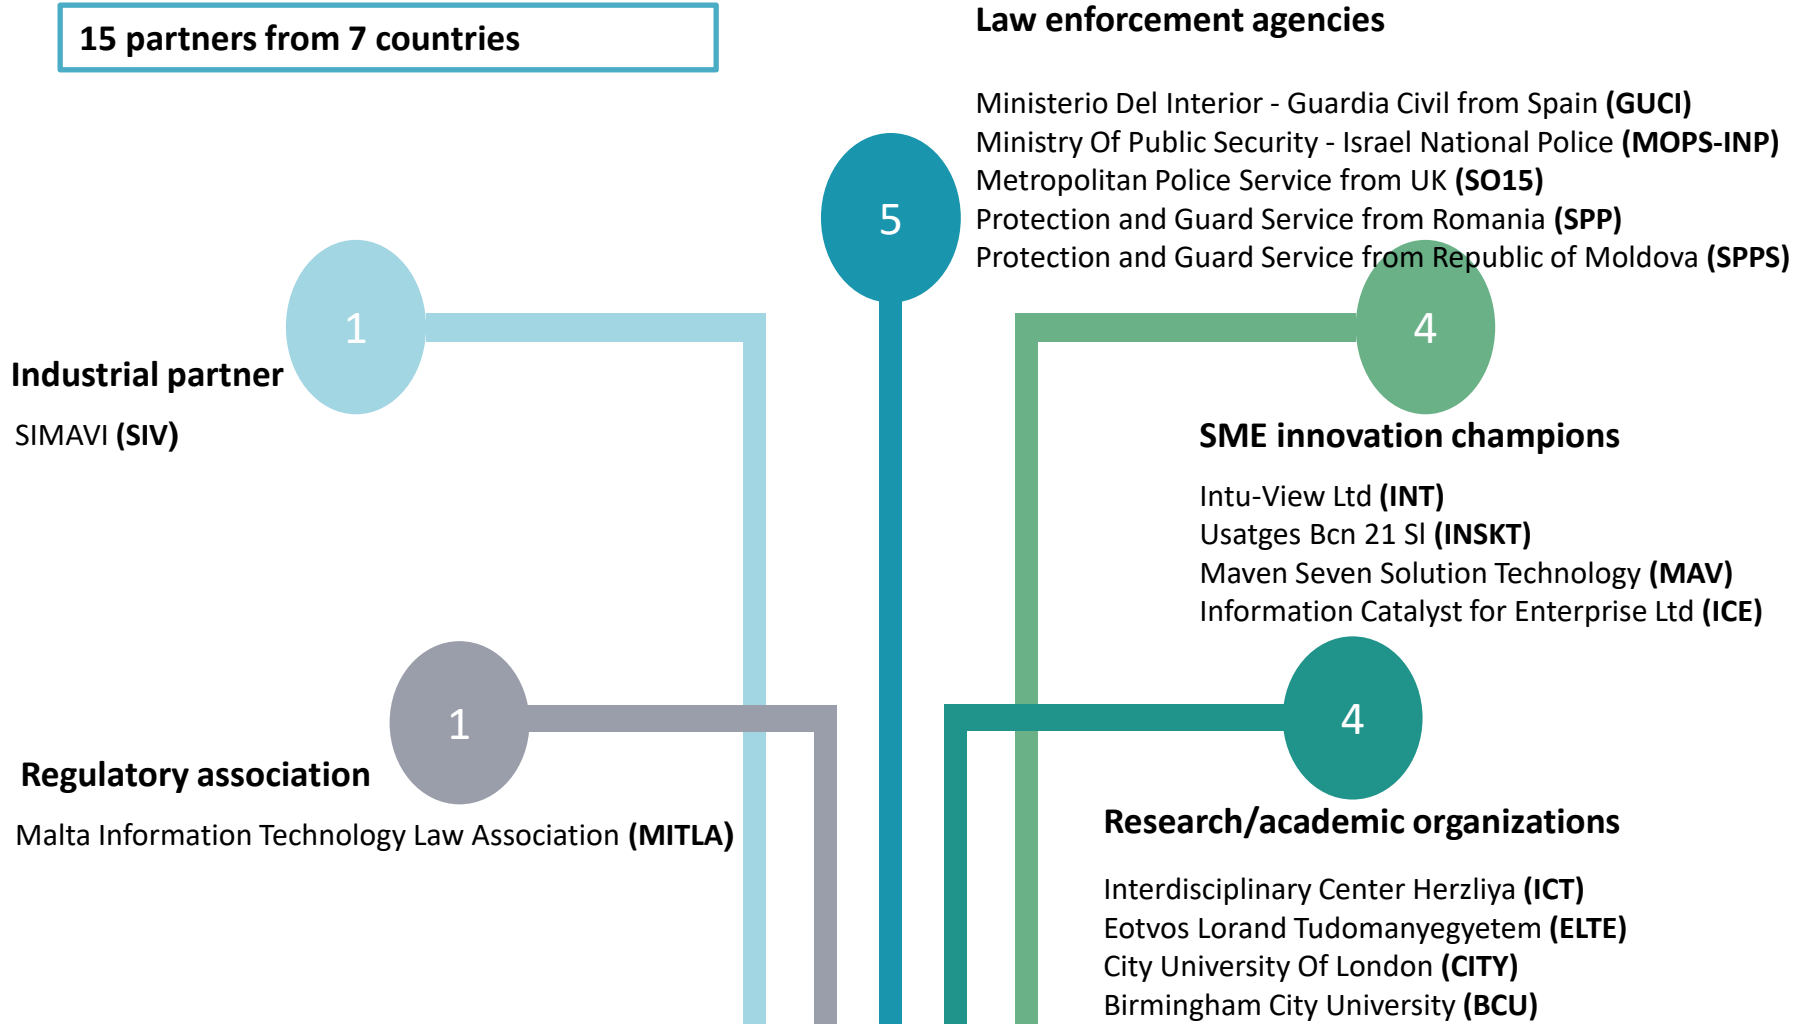 15 partners from 7 countries
Law enforcement agencies
Ministerio Del Interior - Guardia Civil from Spain (GUCI)
Ministry Of Public Security - Israel National Police (MOPS-INP)
Metropolitan Police Service from UK (SO15)
Protection and Guard Service from Romania (SPP)
Protection and Guard Service from Republic of Moldova (SPPS)
5
1
Industrial partner
SIMAVI (SIV)
4
SME innovation champions
Intu-View Ltd (INT)
Usatges Bcn 21 Sl (INSKT)
Maven Seven Solution Technology (MAV)
Information Catalyst for Enterprise Ltd (ICE)
1
Regulatory association
Malta Information Technology Law Association (MITLA)
4
Research/academic organizations
Interdisciplinary Center Herzliya (ICT)
Eotvos Lorand Tudomanyegyetem (ELTE)
City University Of London (CITY)
Birmingham City University (BCU)